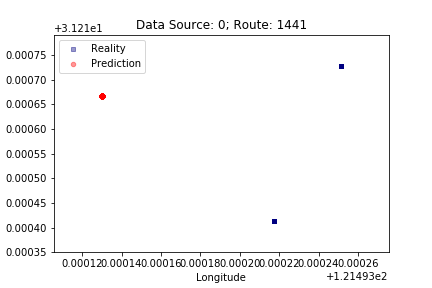 Data Source: 0; Route: 1441
+3.121e1
Reality
Prediction
0.00075
0.00070
0.00065
0.00060
0.00055
0.00050
0.00045
0.00040
0.00035
0.00012 0.00014 0.00016 0.00018 0.00020 0.00022 0.00024 0.00026
Longitude
+1.21493e2